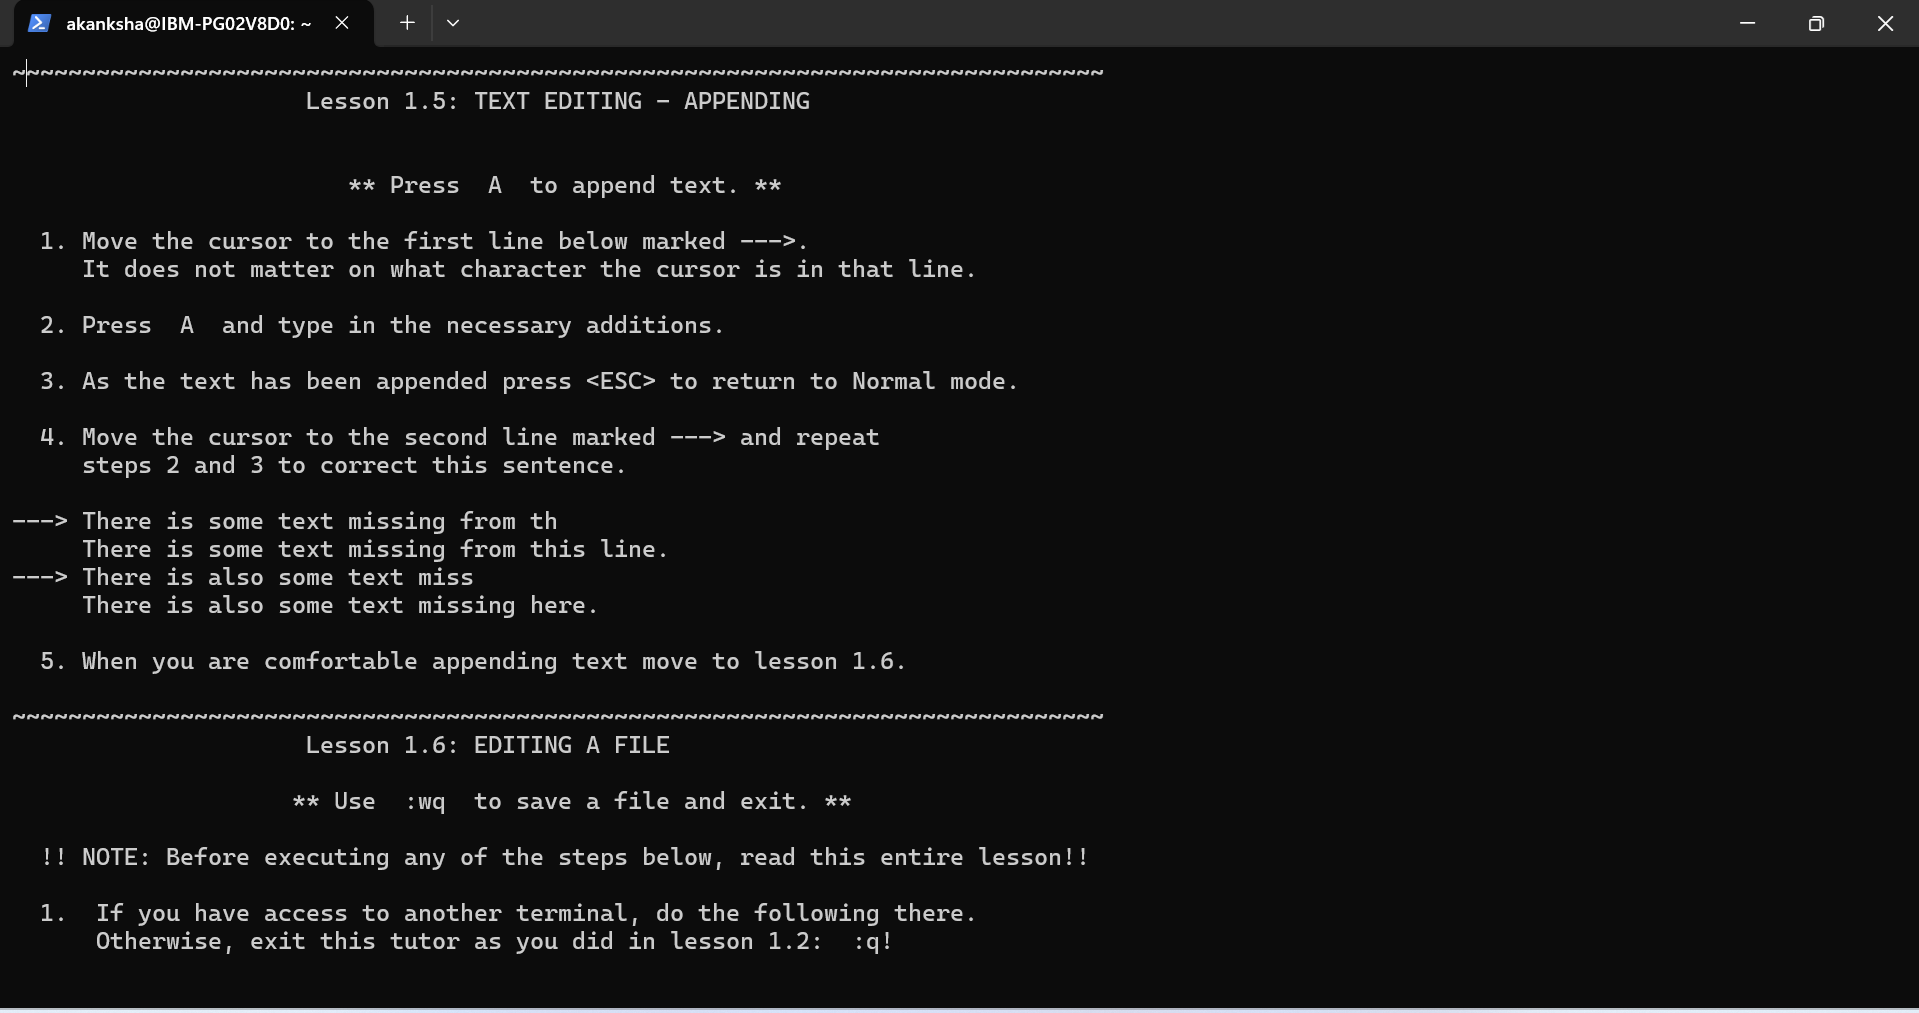 akanksha@IBM-PG02V8D0: ~
~~~~~~~~~~~~~~~~~~~~~~~~~~~~~~~~~~~~~~~~~~~~~~~~~~~~~~~~~~~~~~~~~~~~~~~~~~~~~~
Lesson 1.5: TEXT EDITING - APPENDING
** Press  A  to append text. **
1. Move the cursor to the first line below marked --->.
It does not matter on what character the cursor is in that line.
2. Press  A  and type in the necessary additions.
3. As the text has been appended press <ESC> to return to Normal mode.
4. Move the cursor to the second line marked ---> and repeat
steps 2 and 3 to correct this sentence.
---> There is some text missing from th
There is some text missing from this line.
---> There is also some text miss
There is also some text missing here.
5. When you are comfortable appending text move to lesson 1.6.
~~~~~~~~~~~~~~~~~~~~~~~~~~~~~~~~~~~~~~~~~~~~~~~~~~~~~~~~~~~~~~~~~~~~~~~~~~~~~~
Lesson 1.6: EDITING A FILE
** Use  :wq  to save a file and exit. **
!! NOTE: Before executing any of the steps below, read this entire lesson!!
1.  If you have access to another terminal, do the following there.
Otherwise, exit this tutor as you did in lesson 1.2:  :q!